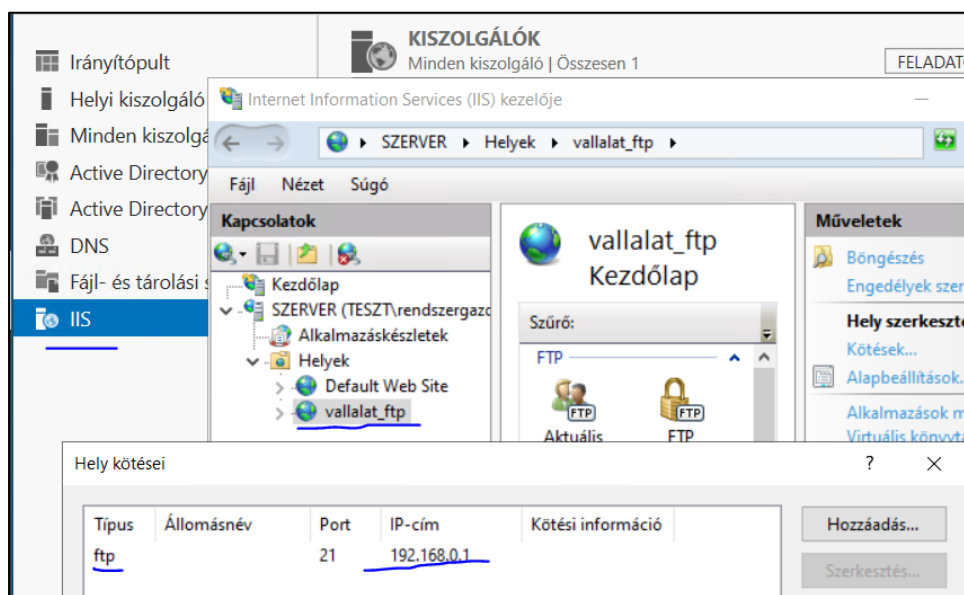 KISZOLGÁLÓK
Minden kiszolgáló | Összesen 1
FELADAT
Irányítópult
Helyi kiszolgáló
Minden kiszolgá
Active Directory
Active Directory
DNS
Fájl- és tárolási s
IIS
Internet Information Services (IIS) kezelője
SZERVER Helyek vallalat_ftp
Fájl Nézet Súgó
Kapcsolatok
Kezdőlap
SZERVER (TESZT\rendszergazd
Alkalmazáskészletek
Helyek
Default Web Site
vallalat_ftp
vallalat_ftp
Kezdőlap
Szűrő:
FTP
FTP
FTP
Aktuális
FTP
Műveletek
Böngészés
Engedélyek szer
Hely szerkeszté
Kötések...
Alapbeállítások.
Alkalmazások m
Virtuális könyvtá
Hely kötései ?
Típus Állomásnév Port IP-cím Kötési információ
ftp 21 192.168.0.1
Hozzáadás...
Szerkesztés...